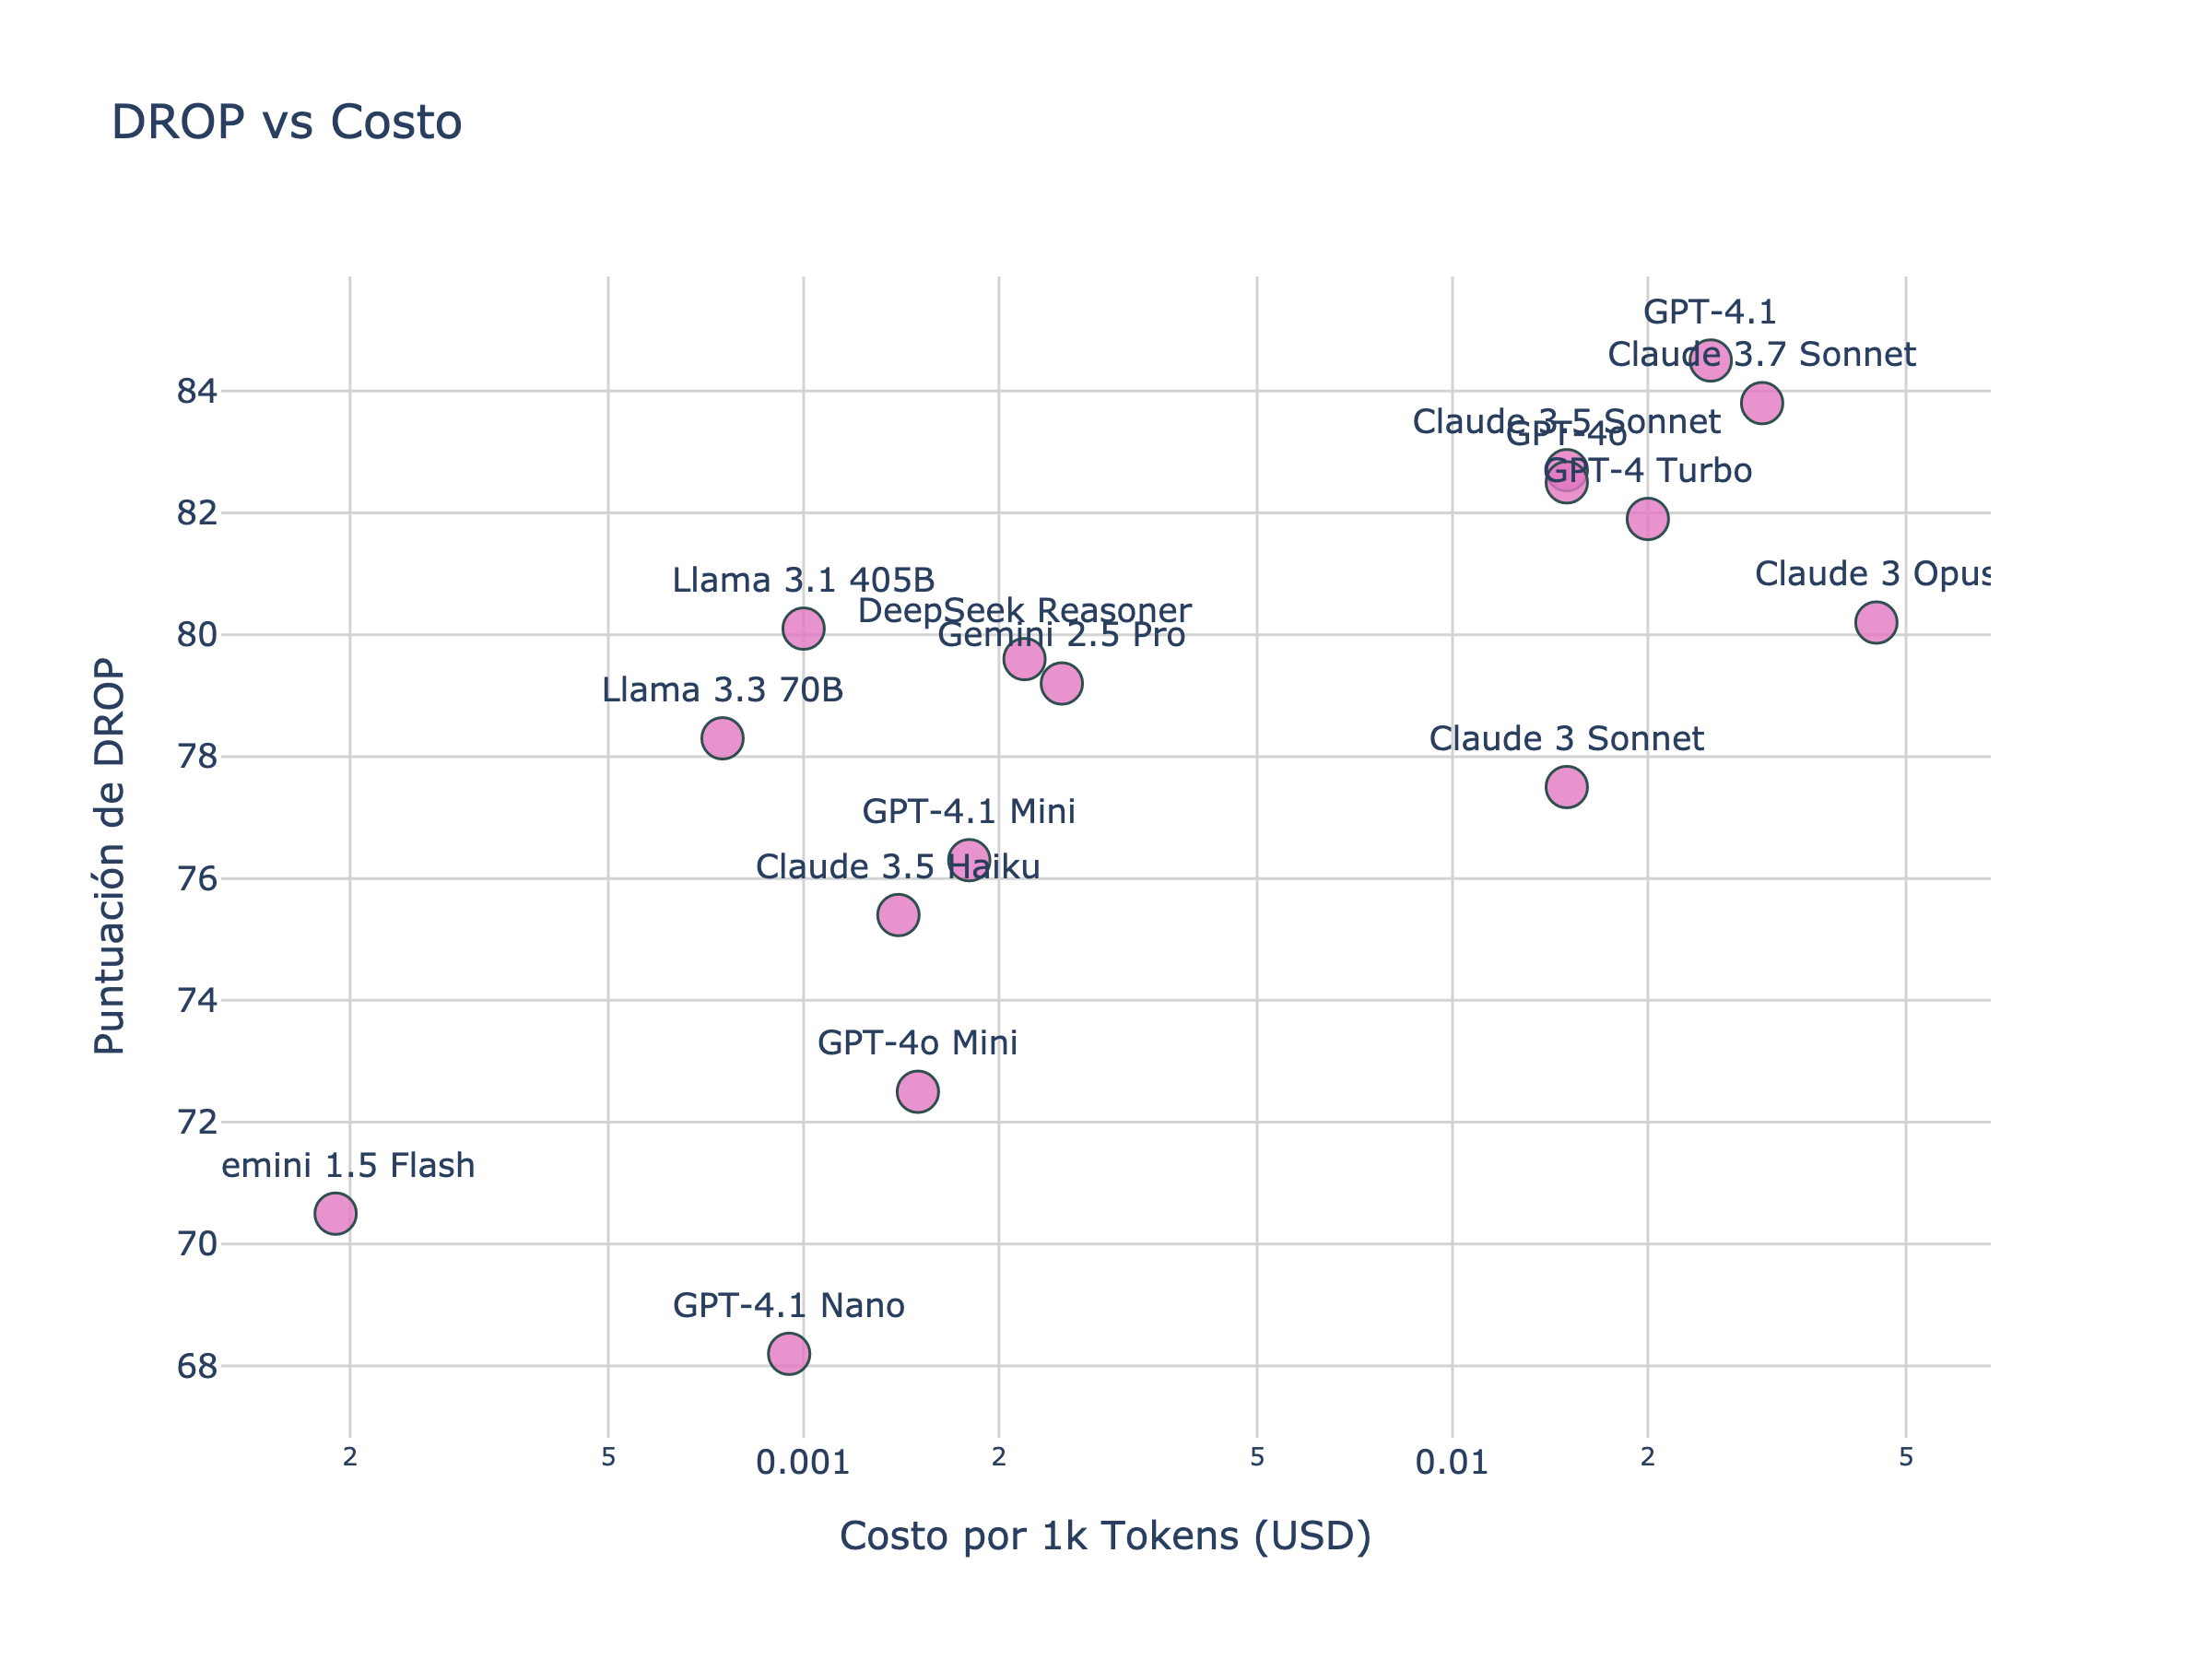 DROP vs Costo
GPT-4.1
Claude 3.7 Sonnet
84
Claude 3.5 Sonnet
GPT-4o
GPT-4 Turbo
82
Claude 3 Opus
Llama 3.1 405B
DeepSeek Reasoner
Gemini 2.5 Pro
80
Llama 3.3 70B
Claude 3 Sonnet
78
GPT-4.1 Mini
Claude 3.5 Haiku
76
74
GPT-4o Mini
72
emini 1.5 Flash
70
GPT-4.1 Nano
68
Puntuación de DROP
2 5 0.001 2 5 0.01 2 5
Costo por 1k Tokens (USD)